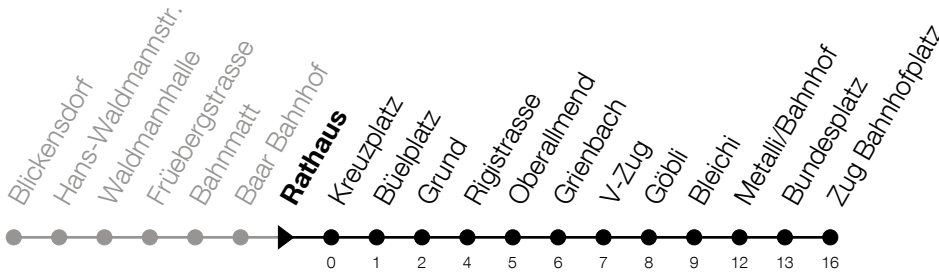 Blickensdorf
Hans-Waldmannstr.
Waldmannhalle
Früebergstrasse
Bahnmatt
Baar Bahnhof
Rathaus
Kreuzplatz
Büelplatz
Grund
Rigistrasse
Oberallmend
Grienbach
V-Zug
Göbli
Bleichi
Metalli/Bahnhof
Bundesplatz
Zug Bahnhofplatz
0 1 2 4 5 6 7 8 9 12 13 16